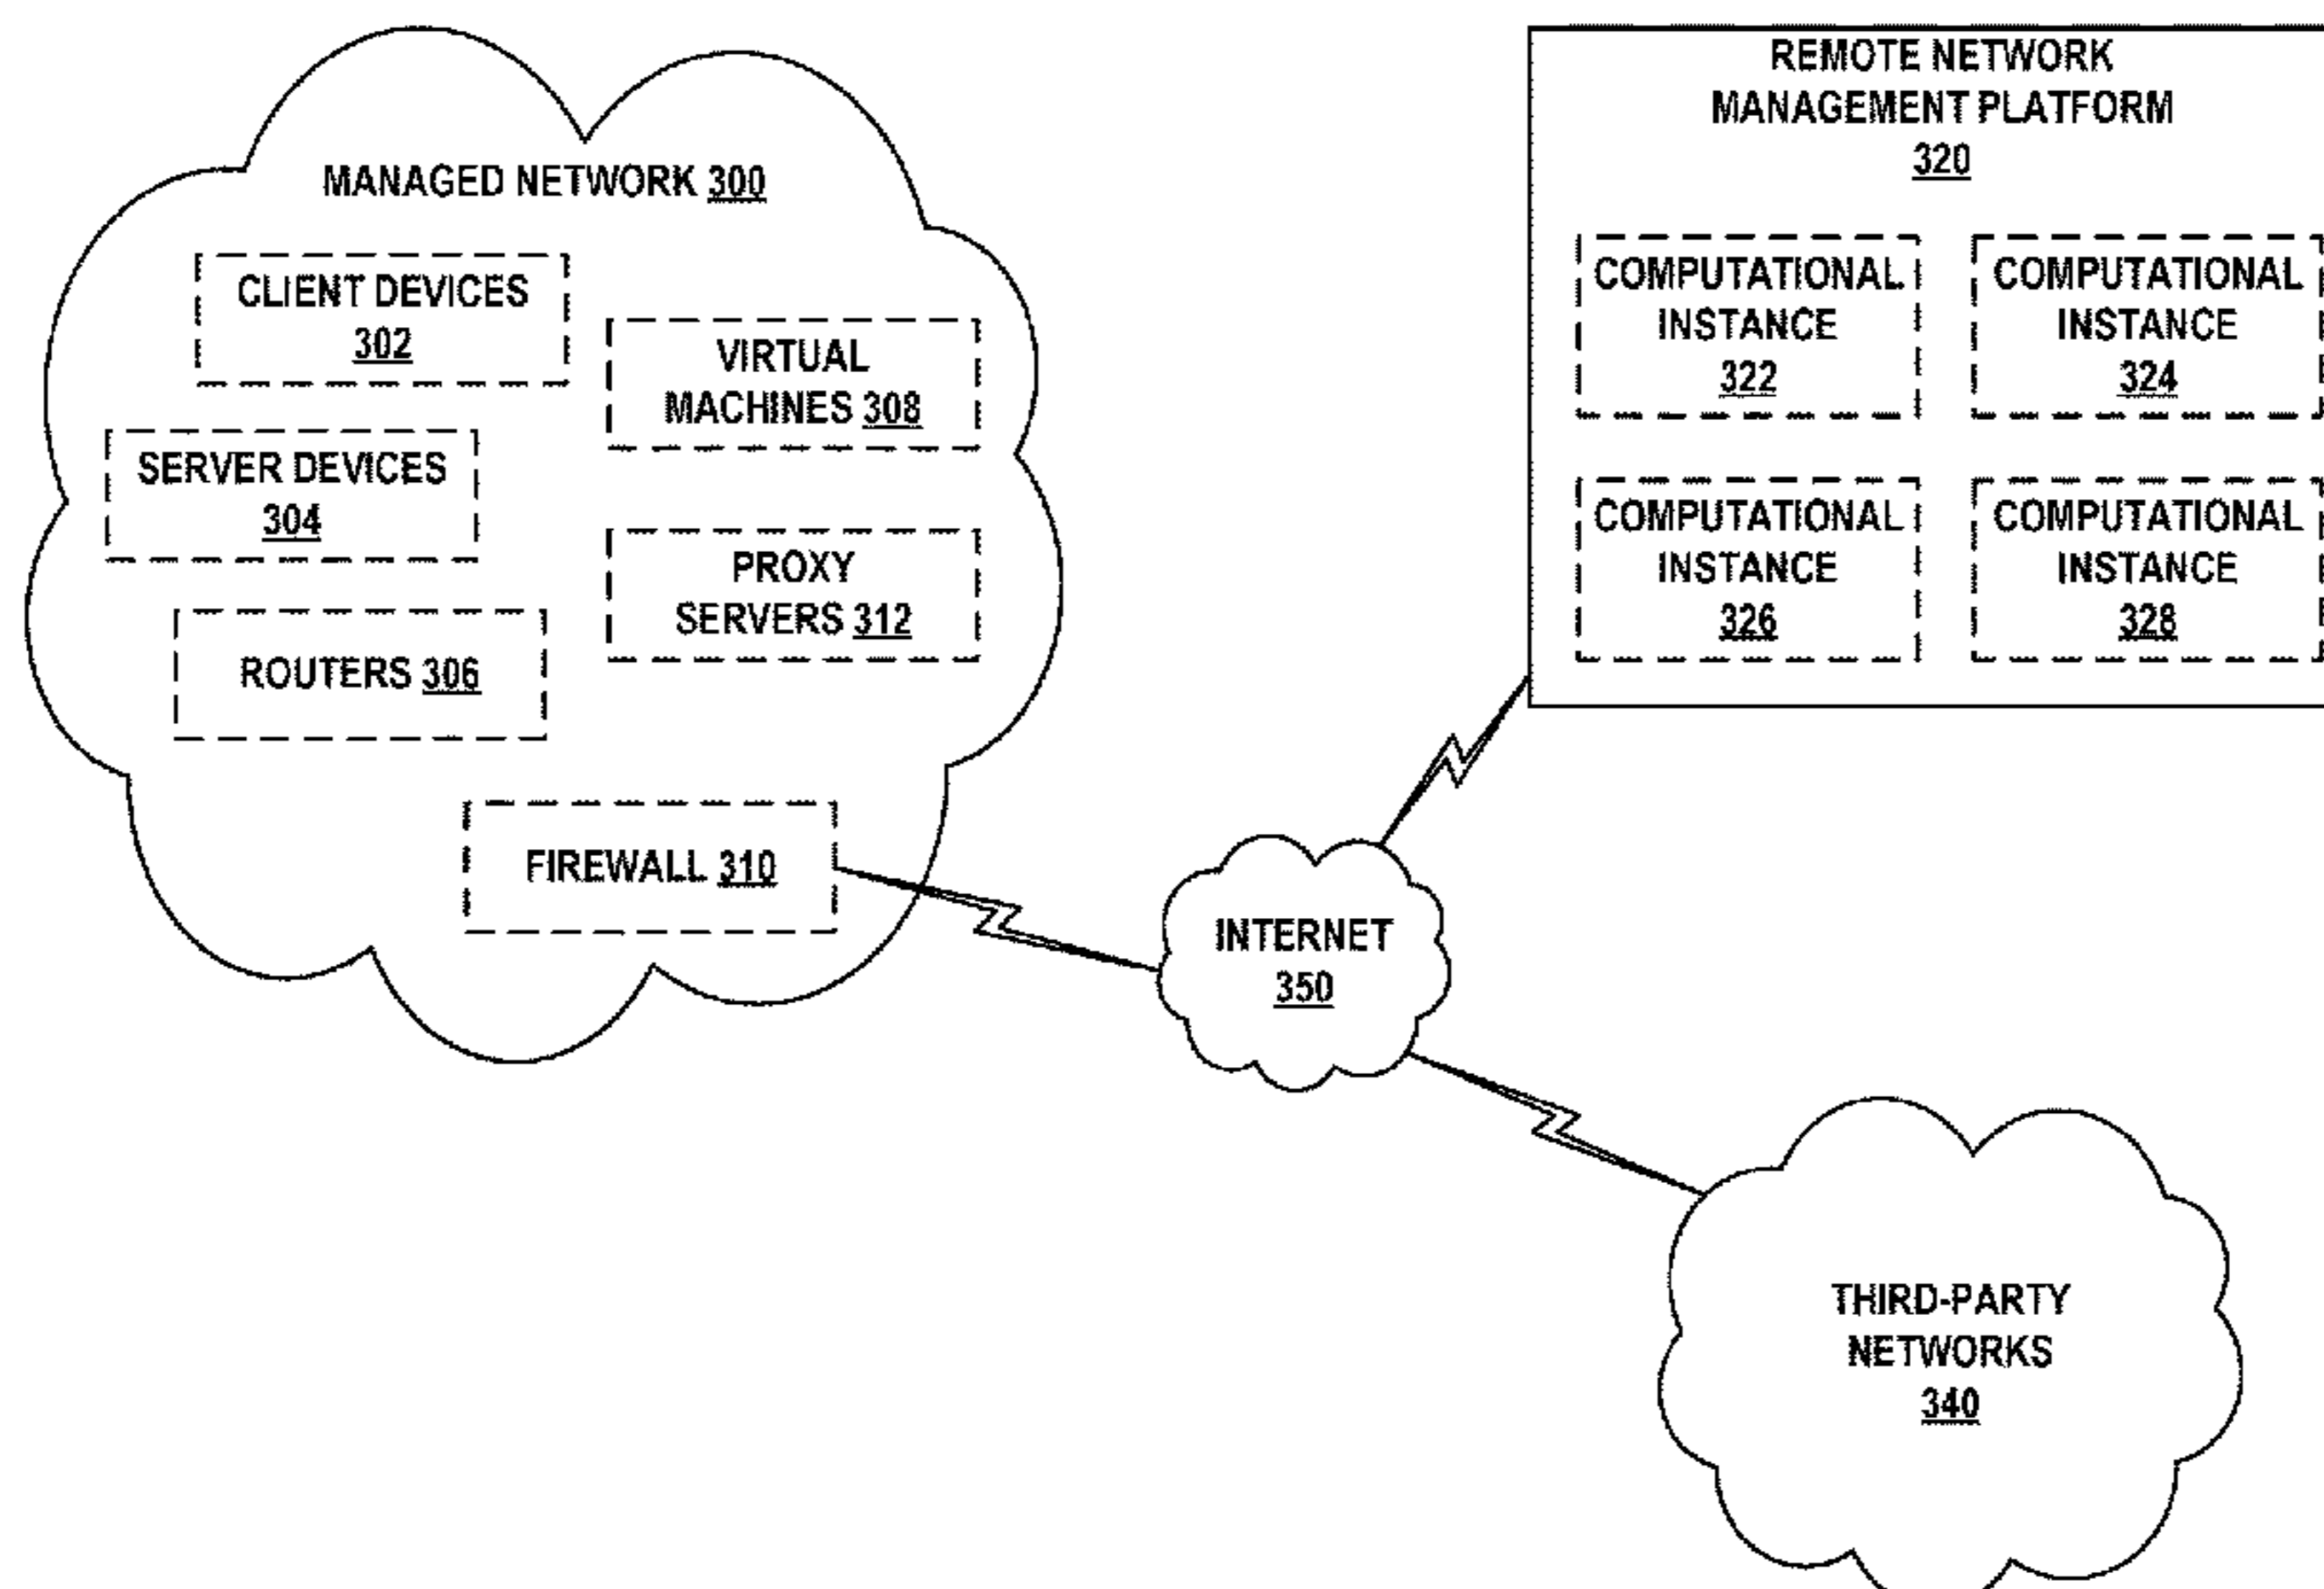 MANAGED NETWORK 300
CLIENT DEVICES
302
VIRTUAL
MACHINES 308
SERVER DEVICES
304
PROXY
SERVERS 312
ROUTERS 306
FIREWALL 310
REMOTE NETWORK
MANAGEMENT PLATFORM
320
COMPUTATIONAL
INSTANCE
322
COMPUTATIONAL
INSTANCE
324
COMPUTATIONAL
INSTANCE
326
COMPUTATIONAL
INSTANCE
328
INTERNET
350
THIRD-PARTY
NETWORKS
340